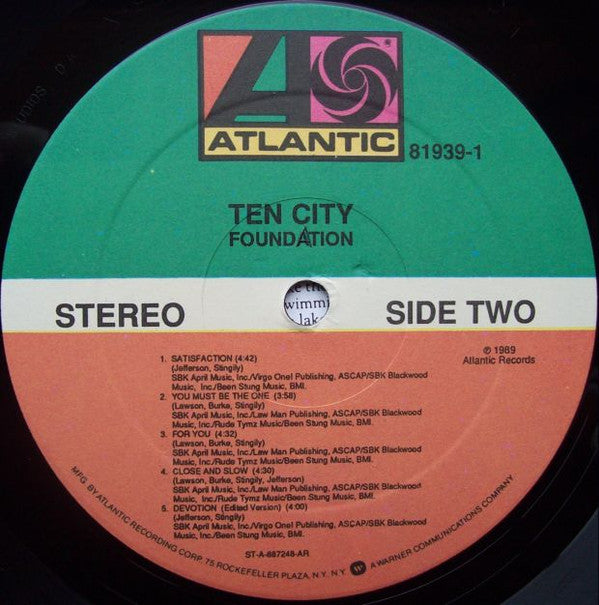 ATLANTIC
81939-1
TEN CITY
FOUNDATION
wimm
lak
STEREO
SIDE TWO
℗ 1989
Atlantic Records
1. SATISFACTION (4:42)
(Jefferson, Stingily)
SBK April Music, Inc./Virgo One! Publishing, ASCAP/SBK Blackwood
Music, Inc./Been Stung Music, BMI.
2. YOU MUST BE THE ONE (3:58)
(Lawson, Burke, Stingily)
SBK April Music, Inc./Law Man Publishing, ASCAP/SBK Blackwood
Music, Inc./Rude Tymz Music/Been Stung Music, BMI.
3. FOR YOU (4:32)
(Lawson, Burke, Stingily)
SBK April Music, Inc./Law Man Publishing, ASCAP/SBK Blackwood
Music, Inc./Rude Tymz Music/Been Stung Music, BMI.
4. CLOSE AND SLOW (4:30)
(Lawson, Burke, Stingily, Jefferson)
SBK April Music, Inc./Law Man Publishing, ASCAP/SBK Blackwood
Music, Inc./Rude Tymz Music/Been Stung Music, BMI.
5. DEVOTION (Edited Version) (4:00)
(Jefferson, Stingily)
SBK April Music, Inc./Virgo One! Publishing, ASCAP/SBK Blackwood
Music, Inc./Been Stung Music, BMI.
ST-A-887248-AR
MFG. BY ATLANTIC RECORDING CORP. 75 ROCKEFELLER PLAZA, N.Y. N.Y. W A WARNER COMMUNICATIONS COMPANY